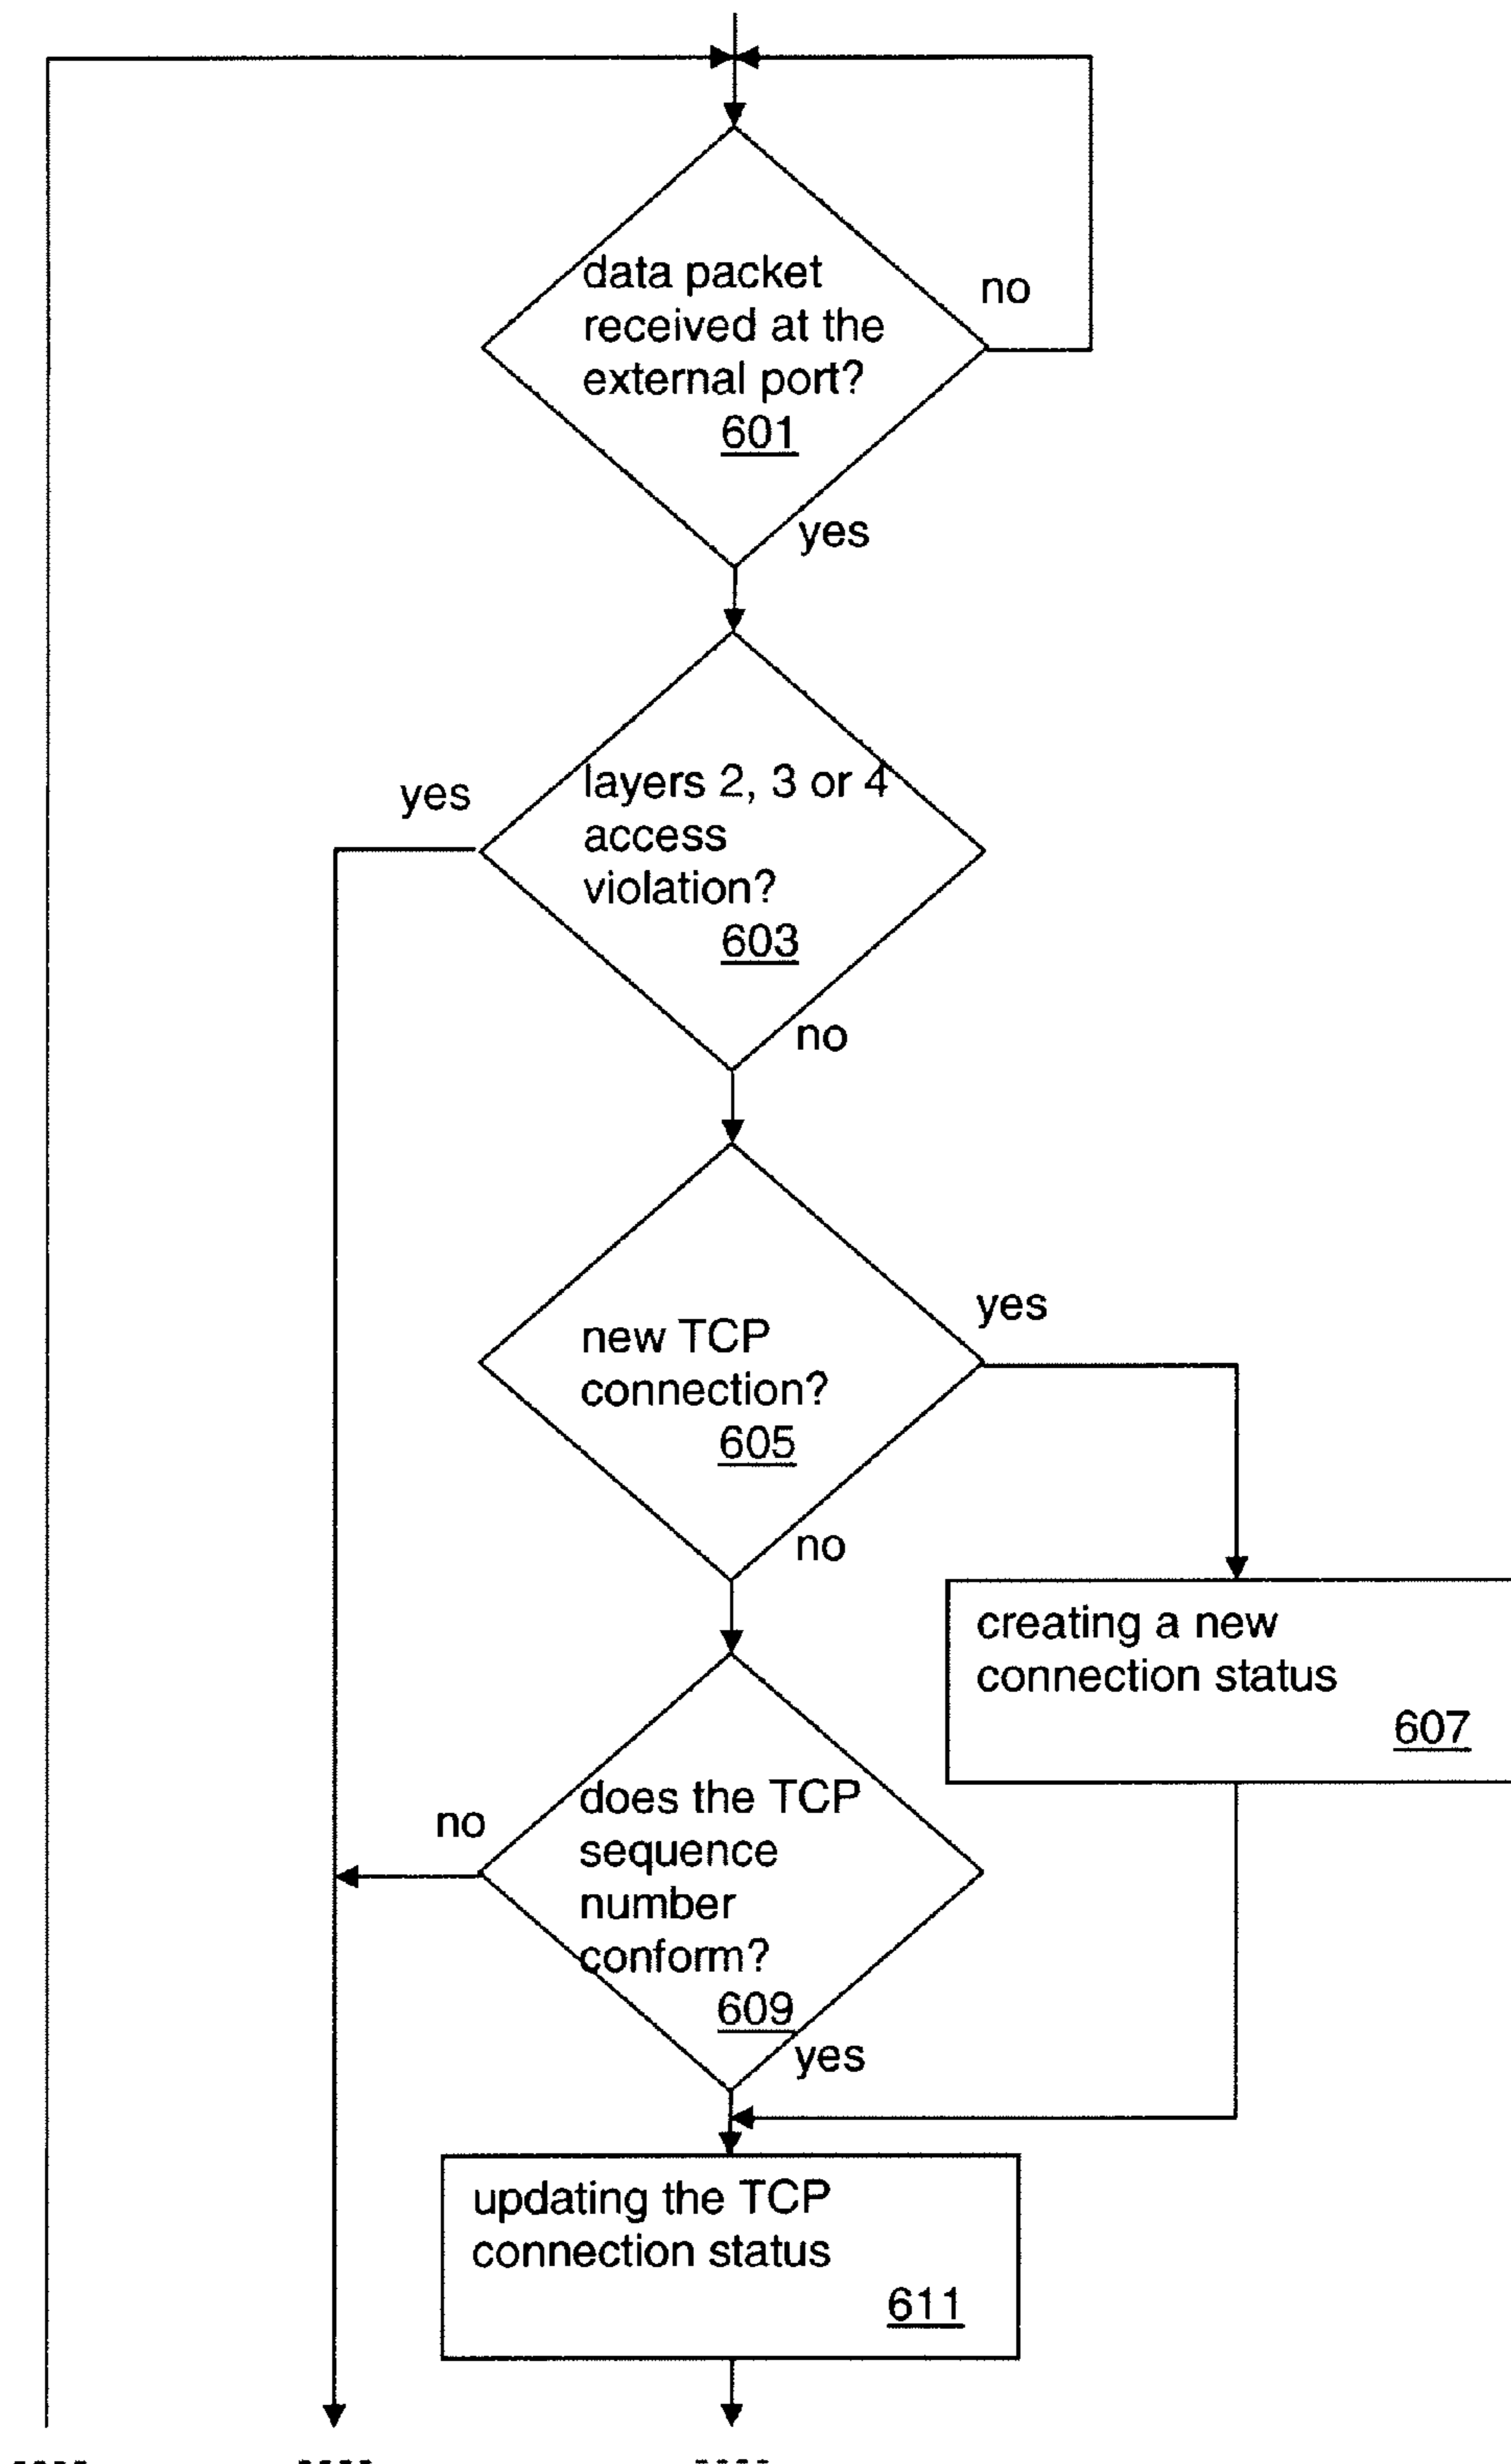 data packet
received at the
external port?
601
no
yes
layers 2, 3 or 4
access
violation?
603
yes
no
new TCP
connection?
605
yes
no
creating a new
connection status
607
does the TCP
sequence
number
conform?
609
no
yes
updating the TCP
connection status
611